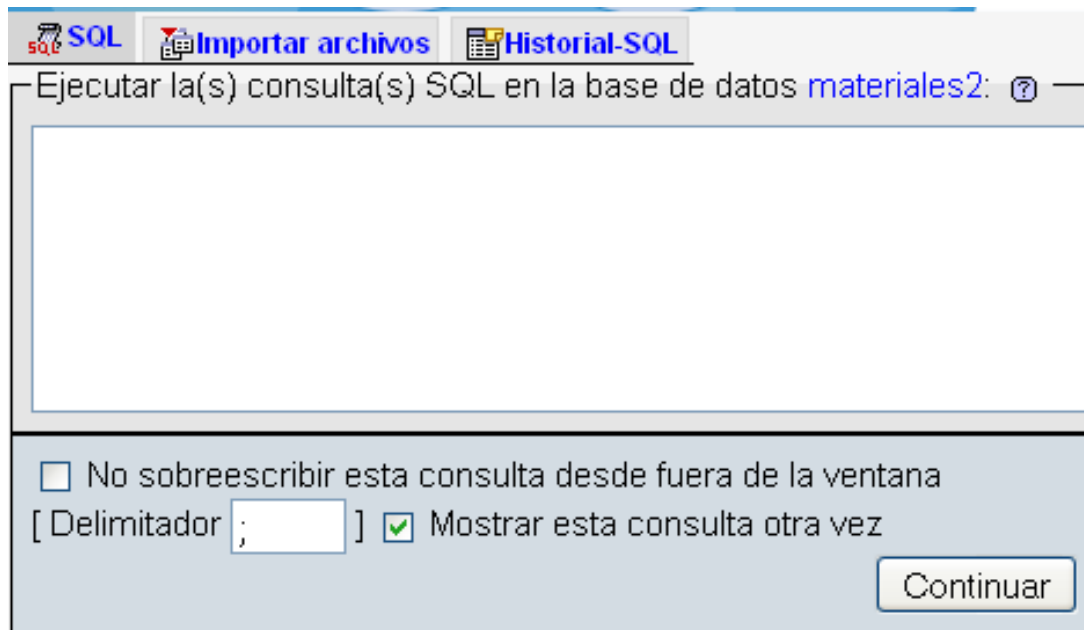 SQL SQL Importar archivos Historial-SQL
Ejecutar la(s) consulta(s) SQL en la base de datos materiales2: ?
No sobreescribir esta consulta desde fuera de la ventana
[ Delimitador ; ] Mostrar esta consulta otra vez
Continuar